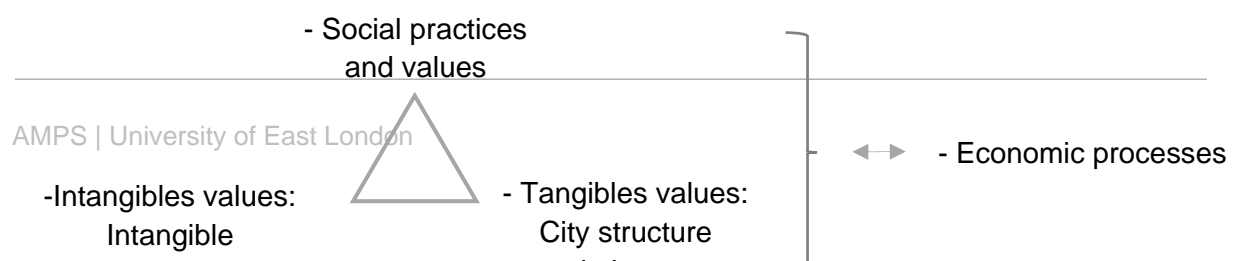 - Social practices
and values
AMPS | University of East London
- Economic processes
-Intangibles values:
Intangible
- Tangibles values:
City structure